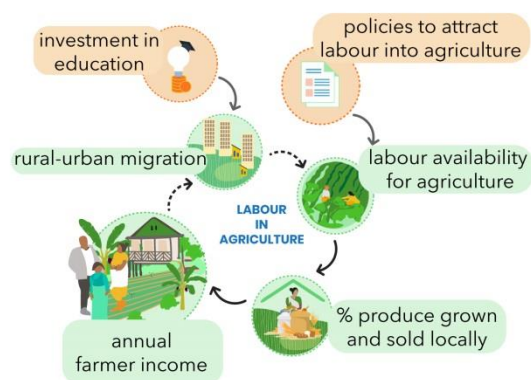 investment in
education
policies to attract
labour into agriculture
rural-urban migration
labour availability
for agriculture
LABOUR
IN
AGRICULTURE
% produce grown
and sold locally
annual
farmer income